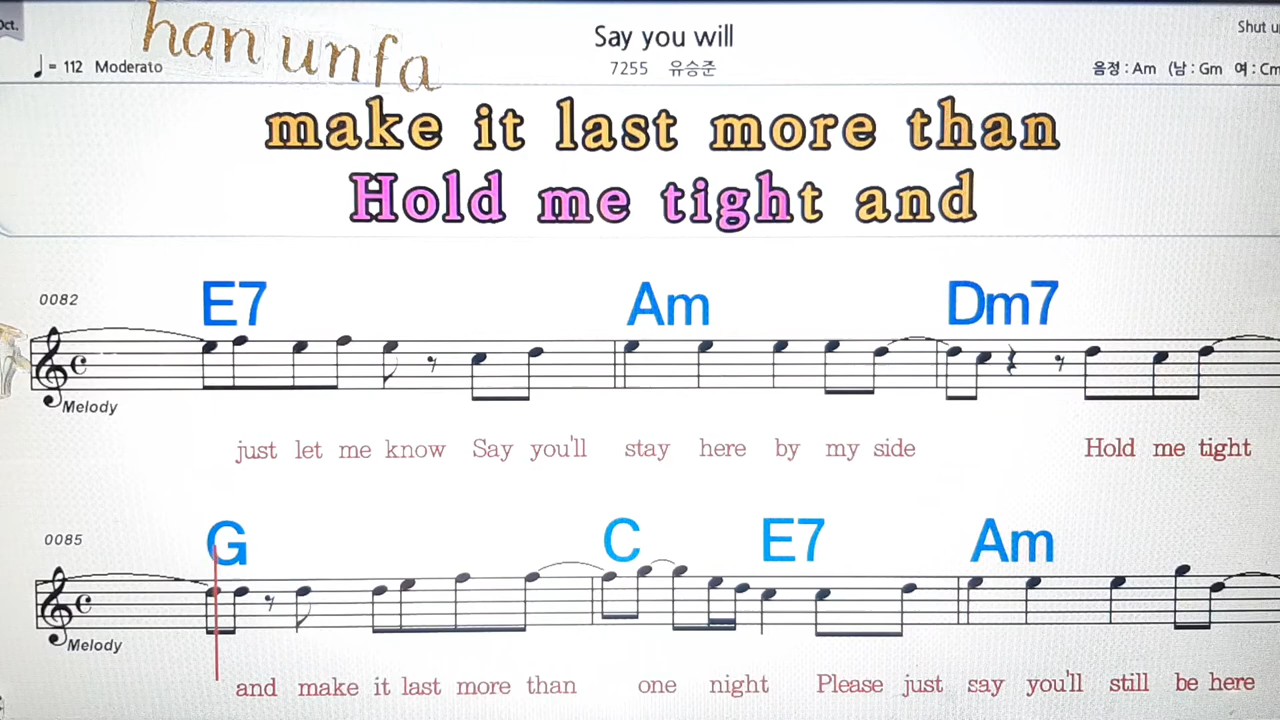 Oct.
han unfa
Say you will
Shut u
♩= 112 Moderato
7255 유승준
음정 : Am (남 : Gm 여 : Cm
make it last more than
Hold me tight and
0082
E7 Am Dm7
Melody
just let me know Say you'll stay here by my side Hold me tight
0085
G C E7 Am
Melody
and make it last more than one night Please just say you'll still be here